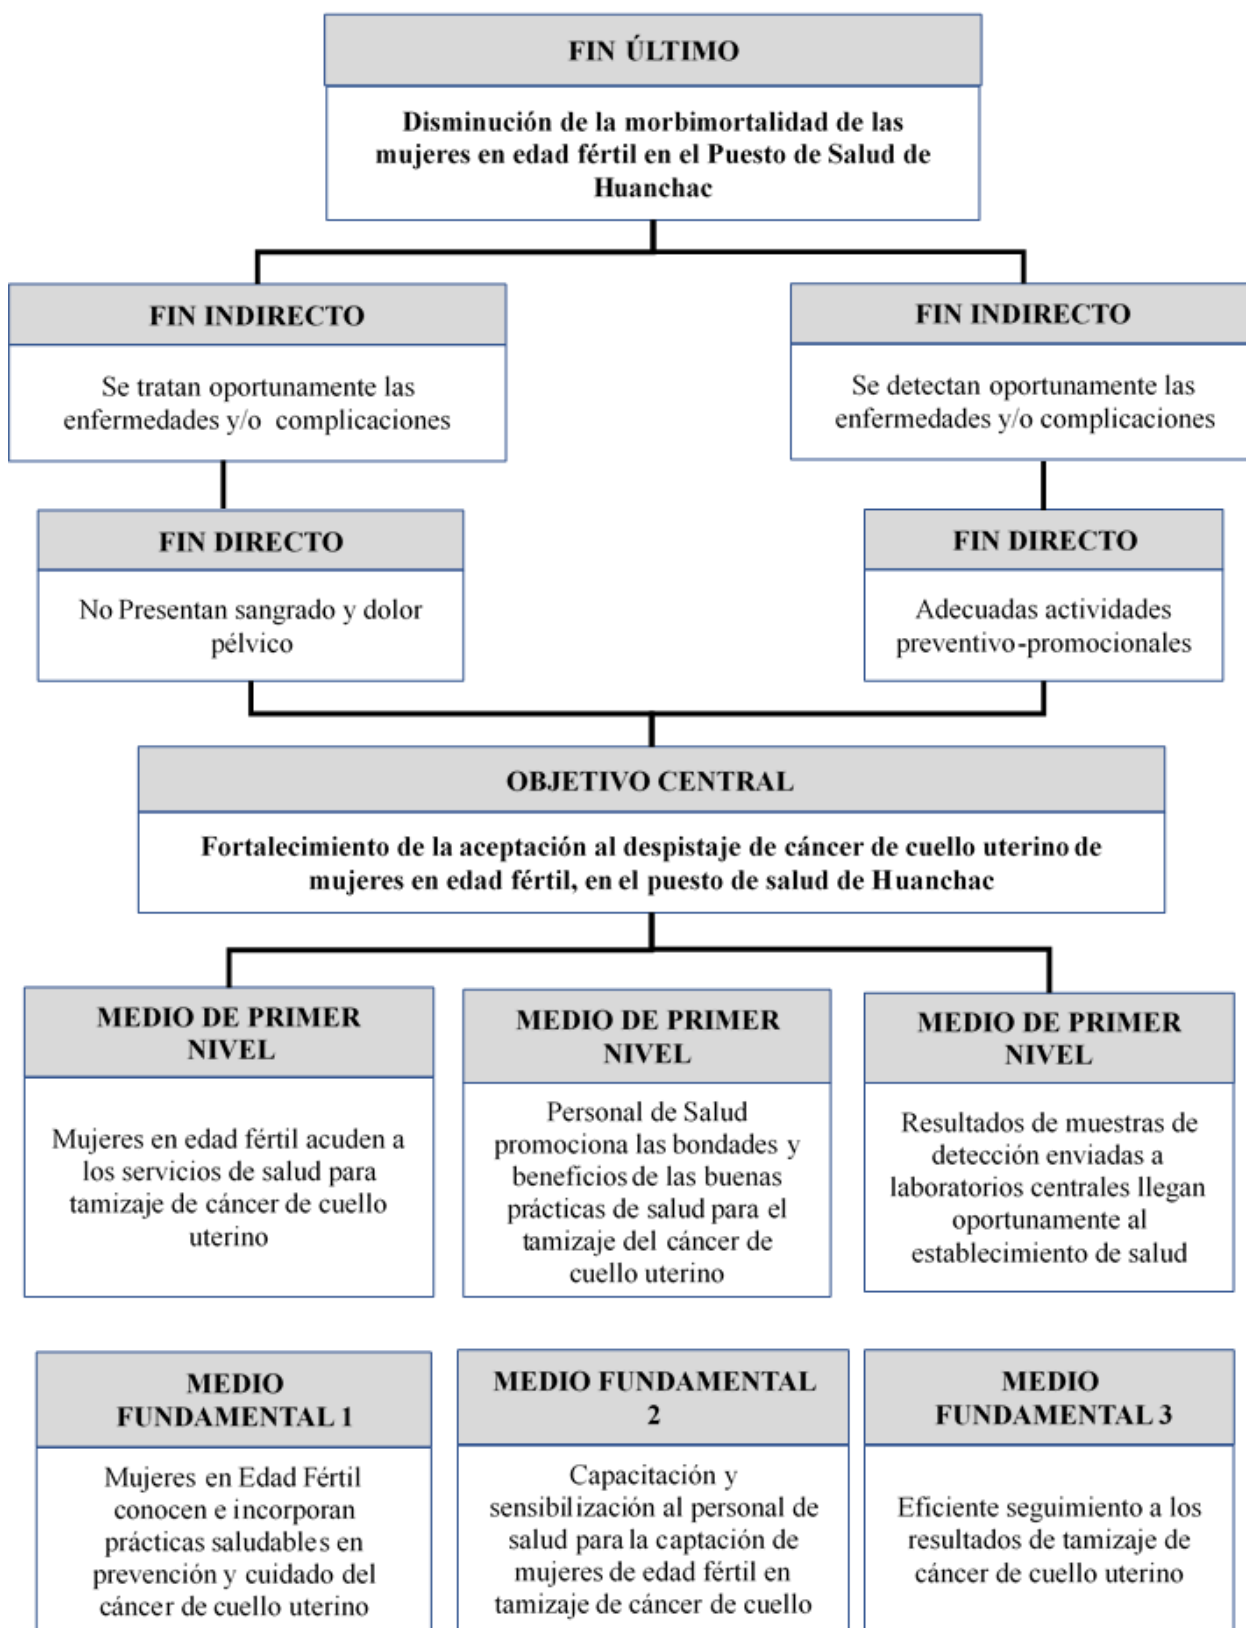 FIN ÚLTIMO
Disminución de la morbimortalidad de las
mujeres en edad fértil en el Puesto de Salud de
Huanchac
FIN INDIRECTO
Se tratan oportunamente las
enfermedades y/o complicaciones
FIN INDIRECTO
Se detectan oportunamente las
enfermedades y/o complicaciones
FIN DIRECTO
No Presentan sangrado y dolor
pélvico
FIN DIRECTO
Adecuadas actividades
preventivo-promocionales
OBJETIVO CENTRAL
Fortalecimiento de la aceptación al despistaje de cáncer de cuello uterino de
mujeres en edad fértil, en el puesto de salud de Huanchac
MEDIO DE PRIMER
NIVEL
Mujeres en edad fértil acuden a
los servicios de salud para
tamizaje de cáncer de cuello
uterino
MEDIO DE PRIMER
NIVEL
Personal de Salud
promociona las bondades y
beneficios de las buenas
prácticas de salud para el
tamizaje del cáncer de
cuello uterino
MEDIO DE PRIMER
NIVEL
Resultados de muestras de
detección enviadas a
laboratorios centrales llegan
oportunamente al
establecimiento de salud
MEDIO
FUNDAMENTAL 1
Mujeres en Edad Fértil
conocen e incorporan
prácticas saludables en
prevención y cuidado del
cáncer de cuello uterino
MEDIO FUNDAMENTAL
2
Capacitación y
sensibilización al personal de
salud para la captación de
mujeres de edad fértil en
tamizaje de cáncer de cuello
MEDIO
FUNDAMENTAL 3
Eficiente seguimiento a los
resultados de tamizaje de
cáncer de cuello uterino